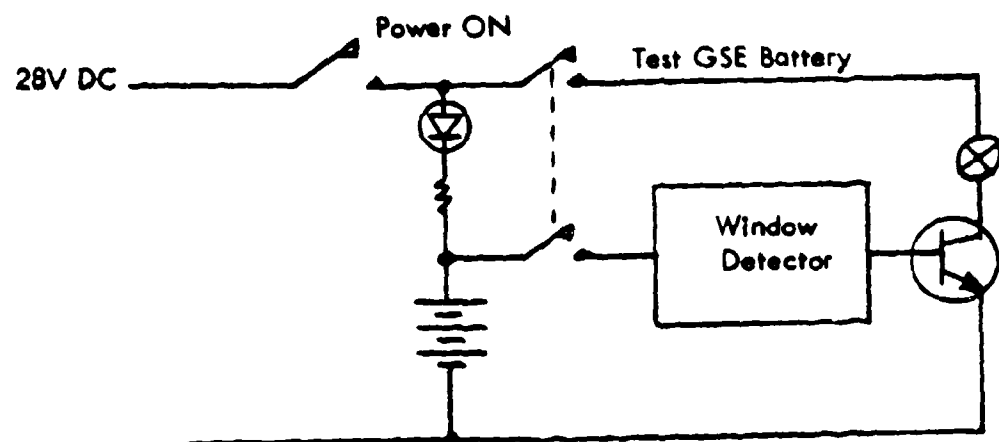 Power ON
28V DC
Test GSE Battery
Window
Detector